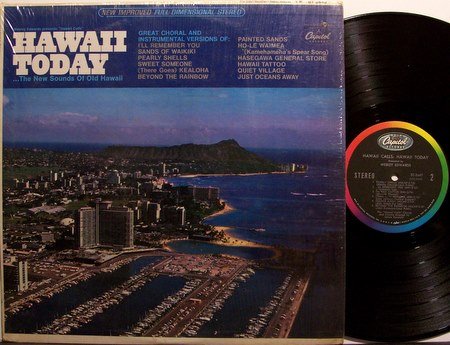 NEW IMPROVED FULL DIMENSIONAL STEREO
Webley Edwards presents "Hawaii Calls"
HAWAII
TODAY
...The New Sounds Of Old Hawaii
GREAT CHORAL AND
INSTRUMENTAL VERSIONS OF:
I'LL REMEMBER YOU
SANDS OF WAIKIKI
PEARLY SHELLS
SWEET SOMEONE
(There Goes) KEALOHA
BEYOND THE RAINBOW
PAINTED SANDS
HO-LE WAIMEA
(Kamehameha's Spear Song)
HASEGAWA GENERAL STORE
HAWAII TATTOO
QUIET VILLAGE
JUST OCEANS AWAY
Capitol
Capitol
HAWAII CALLS: HAWAII TODAY
WEBLEY EDWARDS
STEREO
2